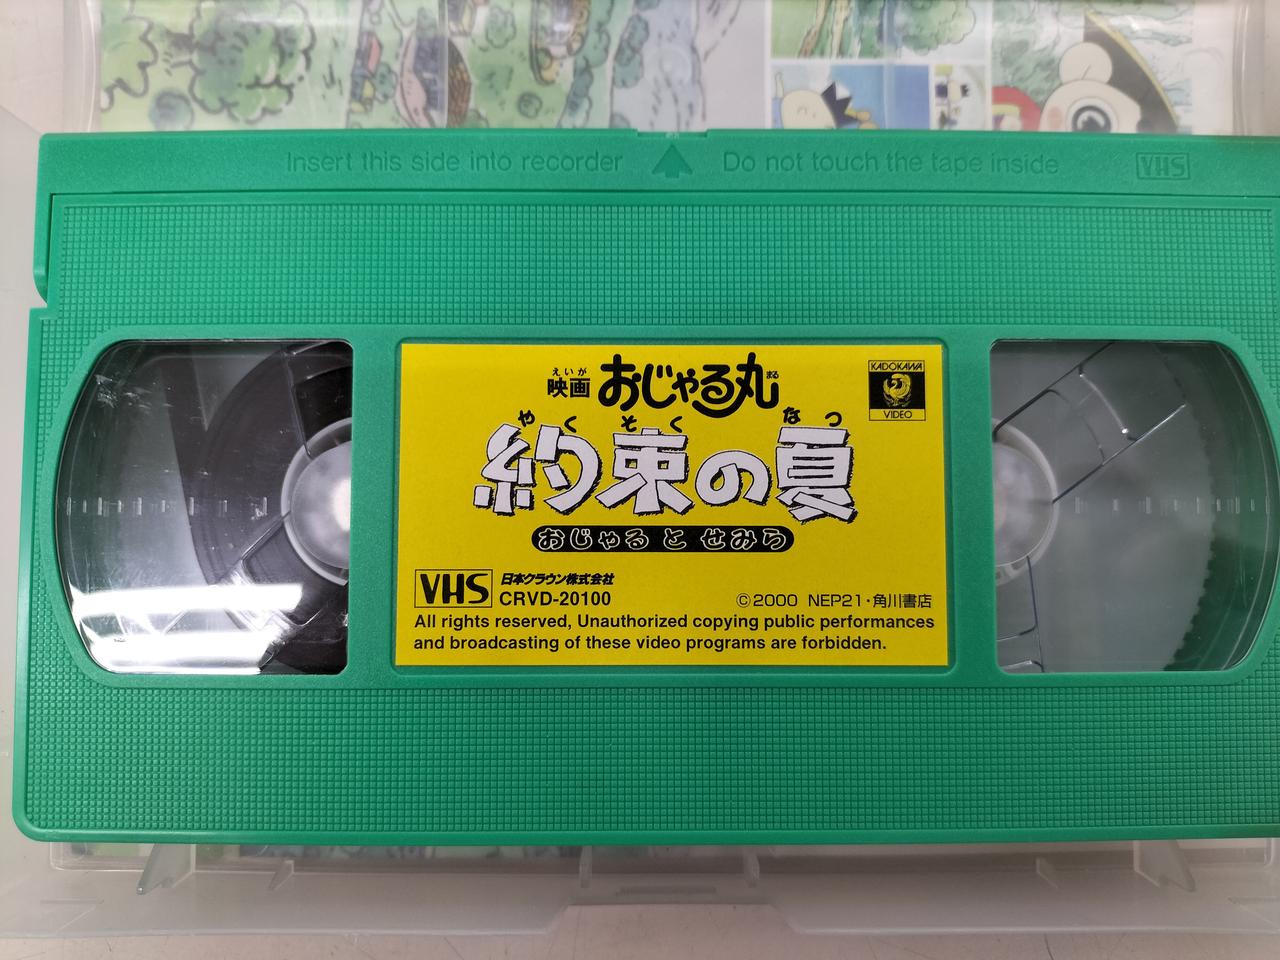 Insert this side into recorder Do not touch the tape inside VHS
えいが
映画 おじゃる丸 まる
KADOKAWA
VIDEO
やくそく なつ
約束の夏
おじゃると せみら
VHS 日本クラウン株式会社
CRVD-20100 ©2000 NEP21・角川書店
All rights reserved, Unauthorized copying public performances
and broadcasting of these video programs are forbidden.